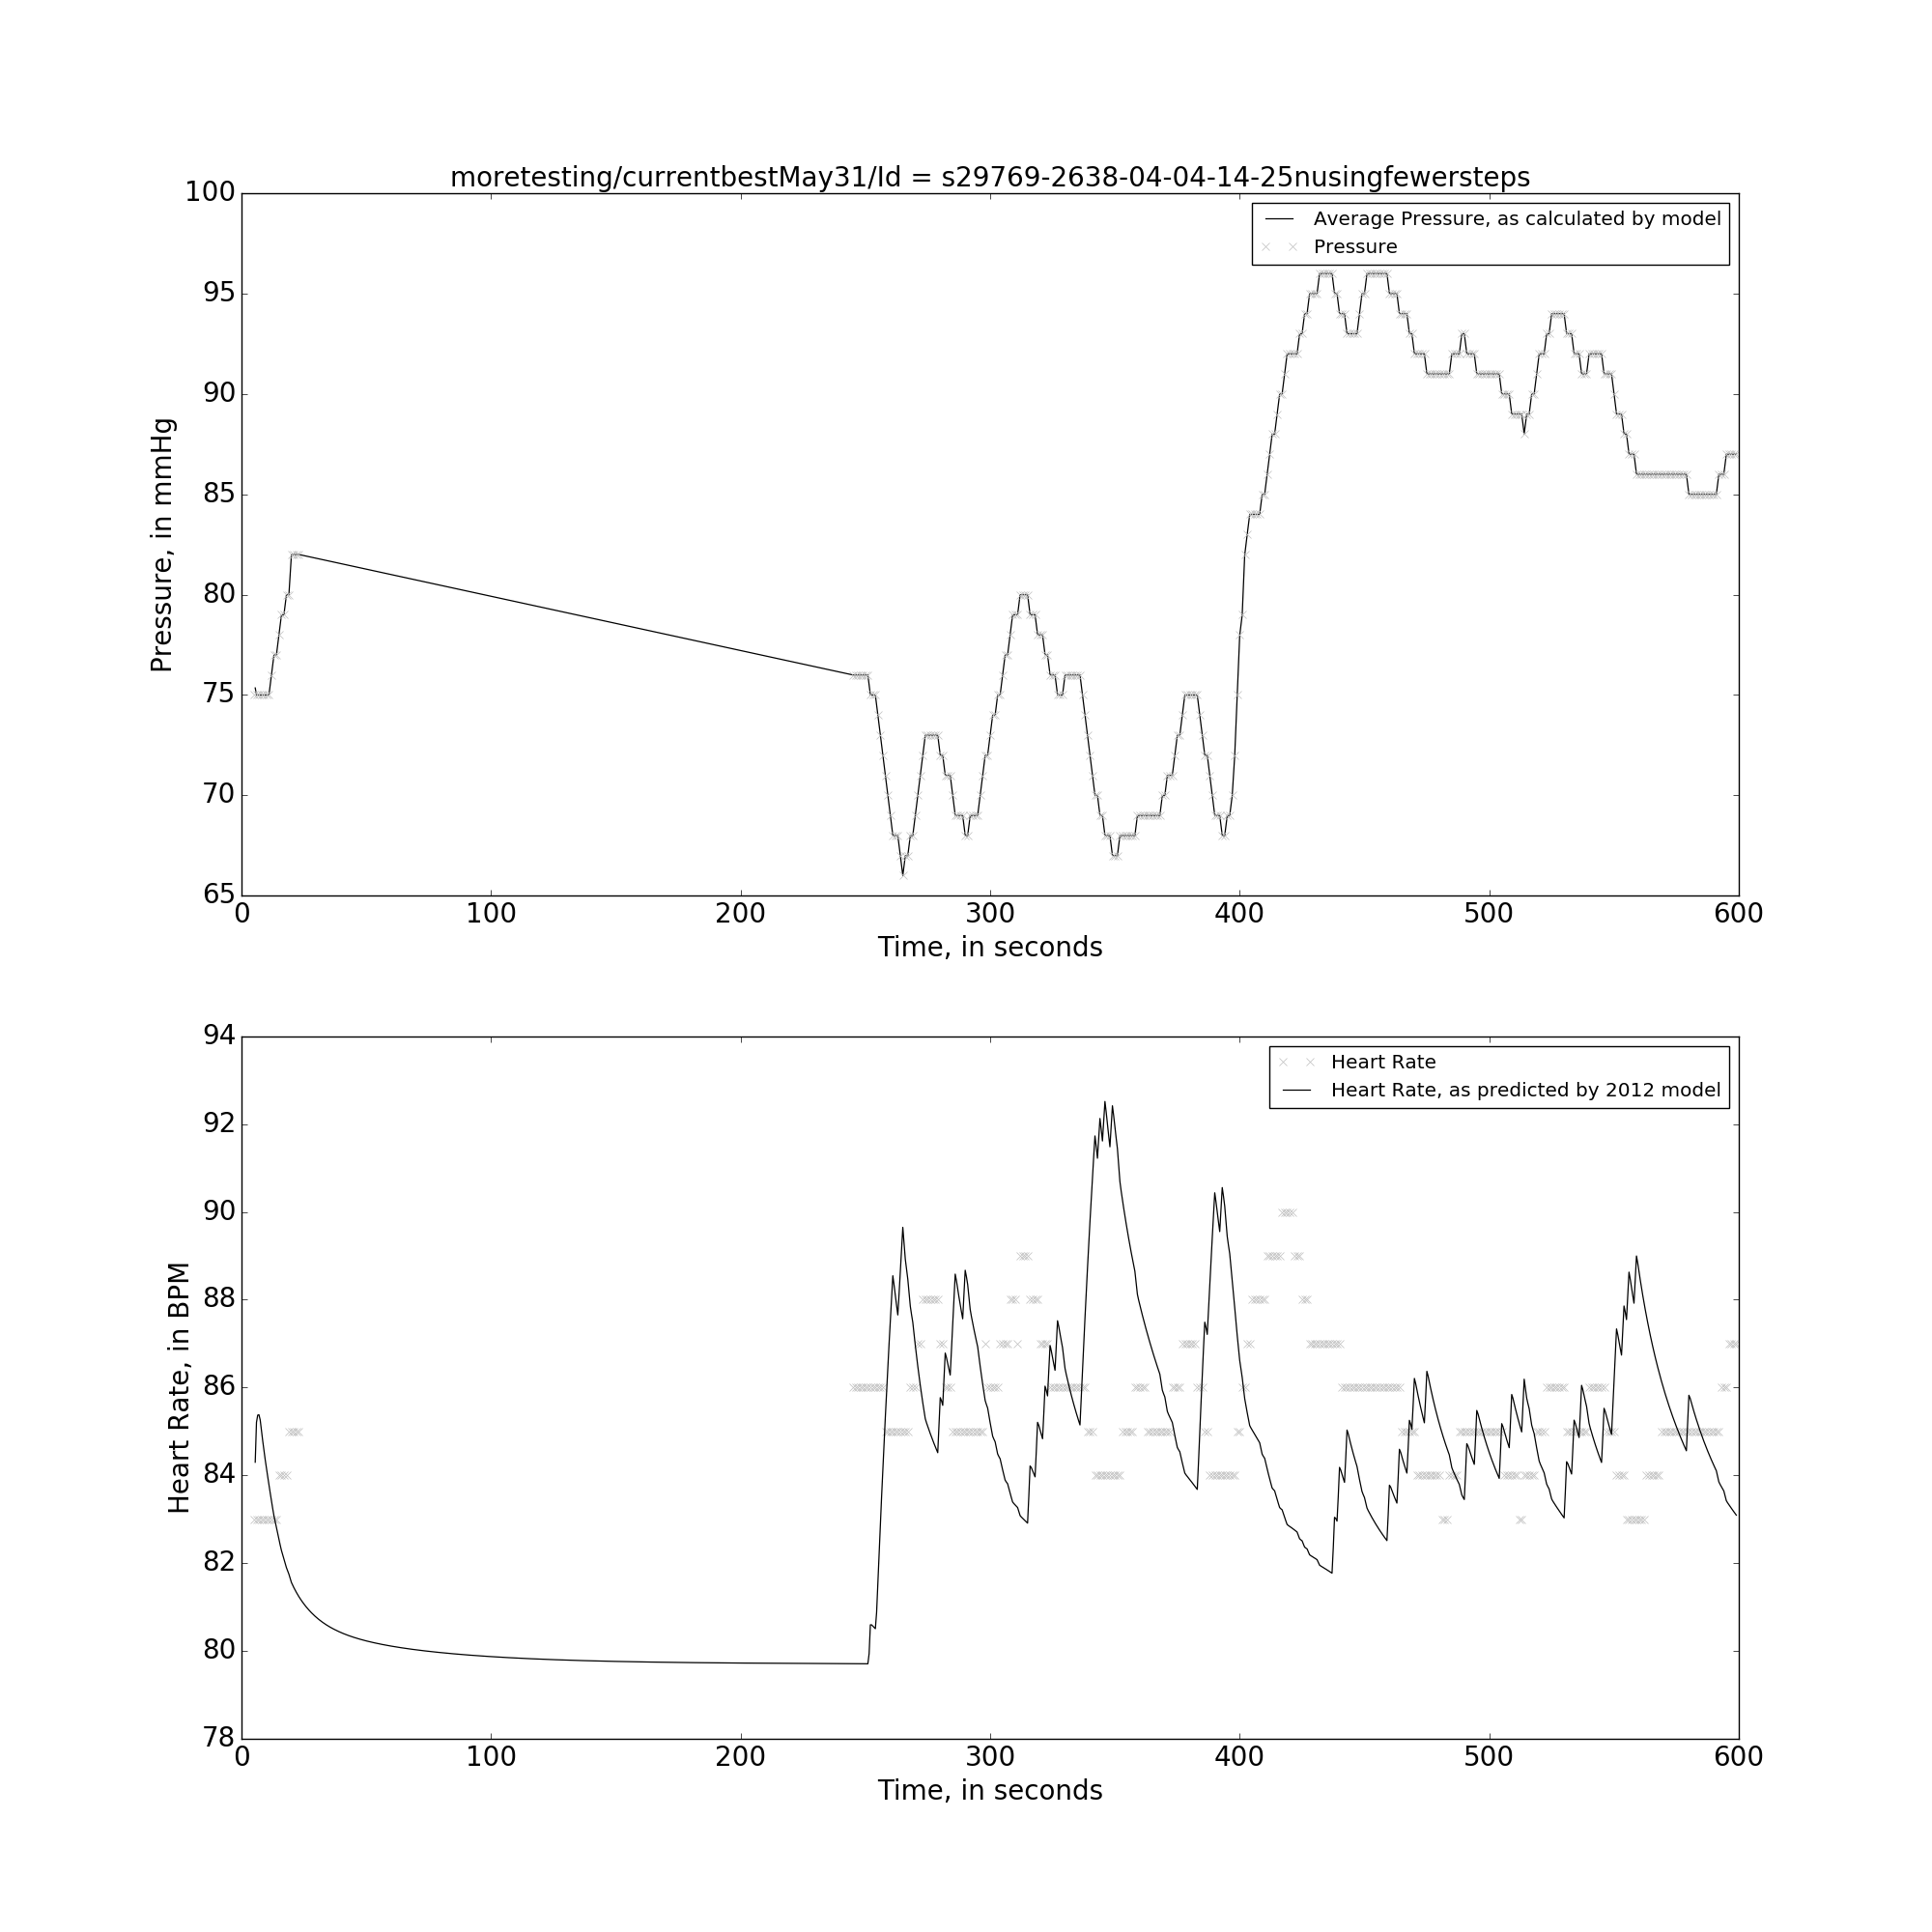 moretesting/currentbestMay31/Id = s29769-2638-04-04-14-25nusingfewersteps
100
95
90
85
80
75
70
65
Pressure, in mmHg
Average Pressure, as calculated by model
Pressure
0 100 200 300 400 500 600
Time, in seconds
94
92
90
88
86
84
82
80
78
Heart Rate, in BPM
Heart Rate
Heart Rate, as predicted by 2012 model
0 100 200 300 400 500 600
Time, in seconds